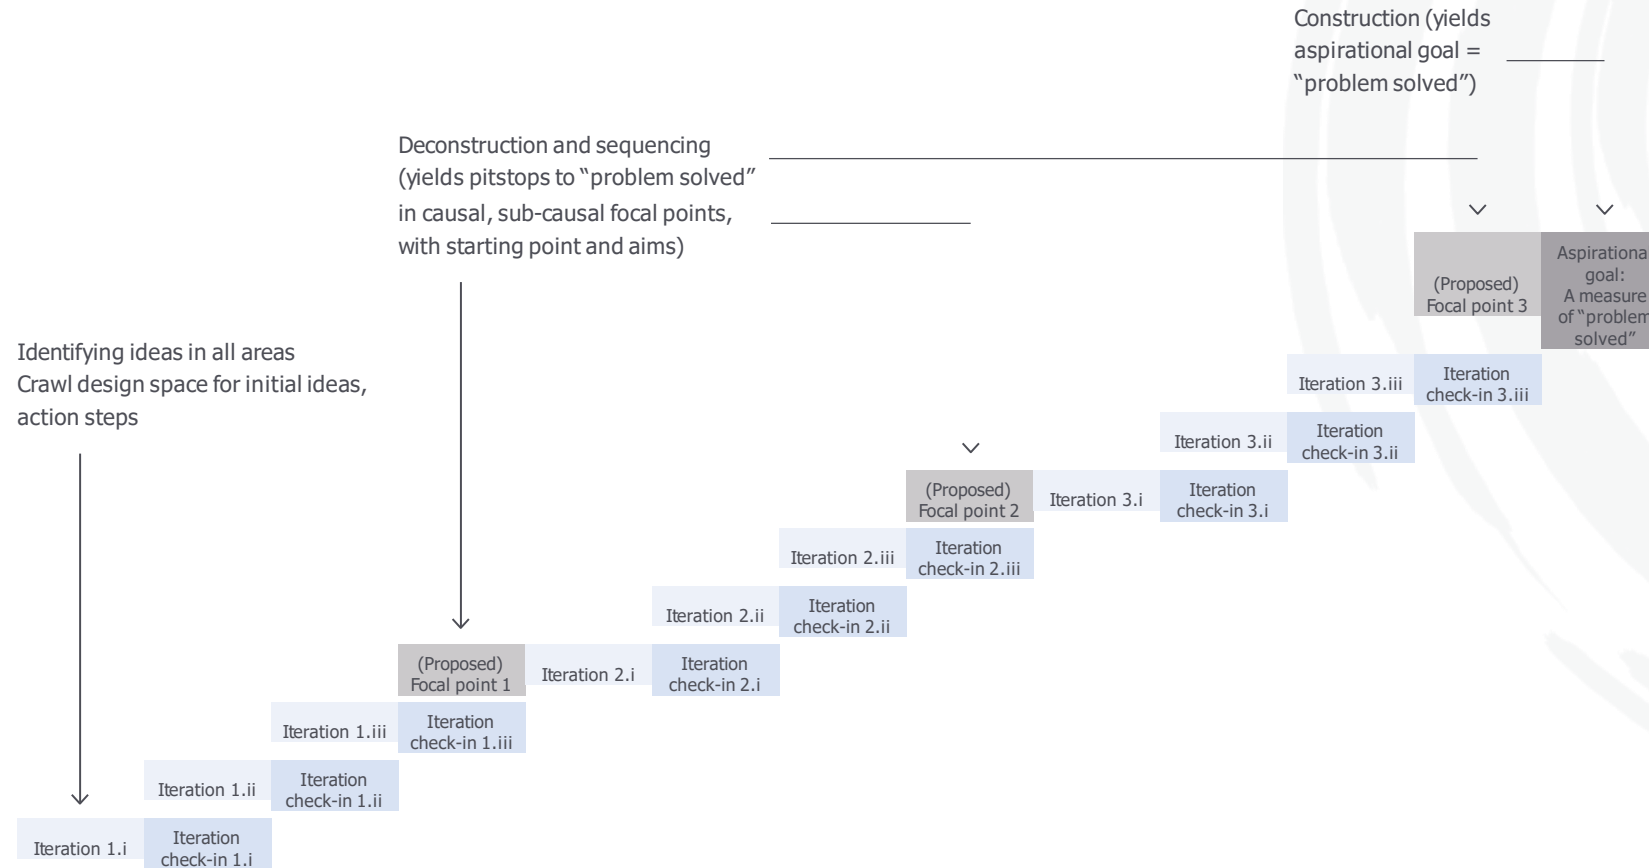 Construction (yields
aspirational goal =
“problem solved”)
Deconstruction and sequencing
(yields pitstops to “problem solved”
in causal, sub-causal focal points,
with starting point and aims)
Identifying ideas in all areas
Crawl design space for initial ideas,
action steps
(Proposed)
Focal point 3
Aspirational
goal:
A measure
of “problem
solved”
Iteration 3.iii
Iteration
check-in 3.iii
Iteration 3.ii
Iteration
check-in 3.ii
(Proposed)
Focal point 2
Iteration 3.i
Iteration
check-in 3.i
Iteration 2.iii
Iteration
check-in 2.iii
Iteration 2.ii
Iteration
check-in 2.ii
(Proposed)
Focal point 1
Iteration 2.i
Iteration
check-in 2.i
Iteration 1.iii
Iteration
check-in 1.iii
Iteration 1.ii
Iteration
check-in 1.ii
Iteration 1.i
Iteration
check-in 1.i